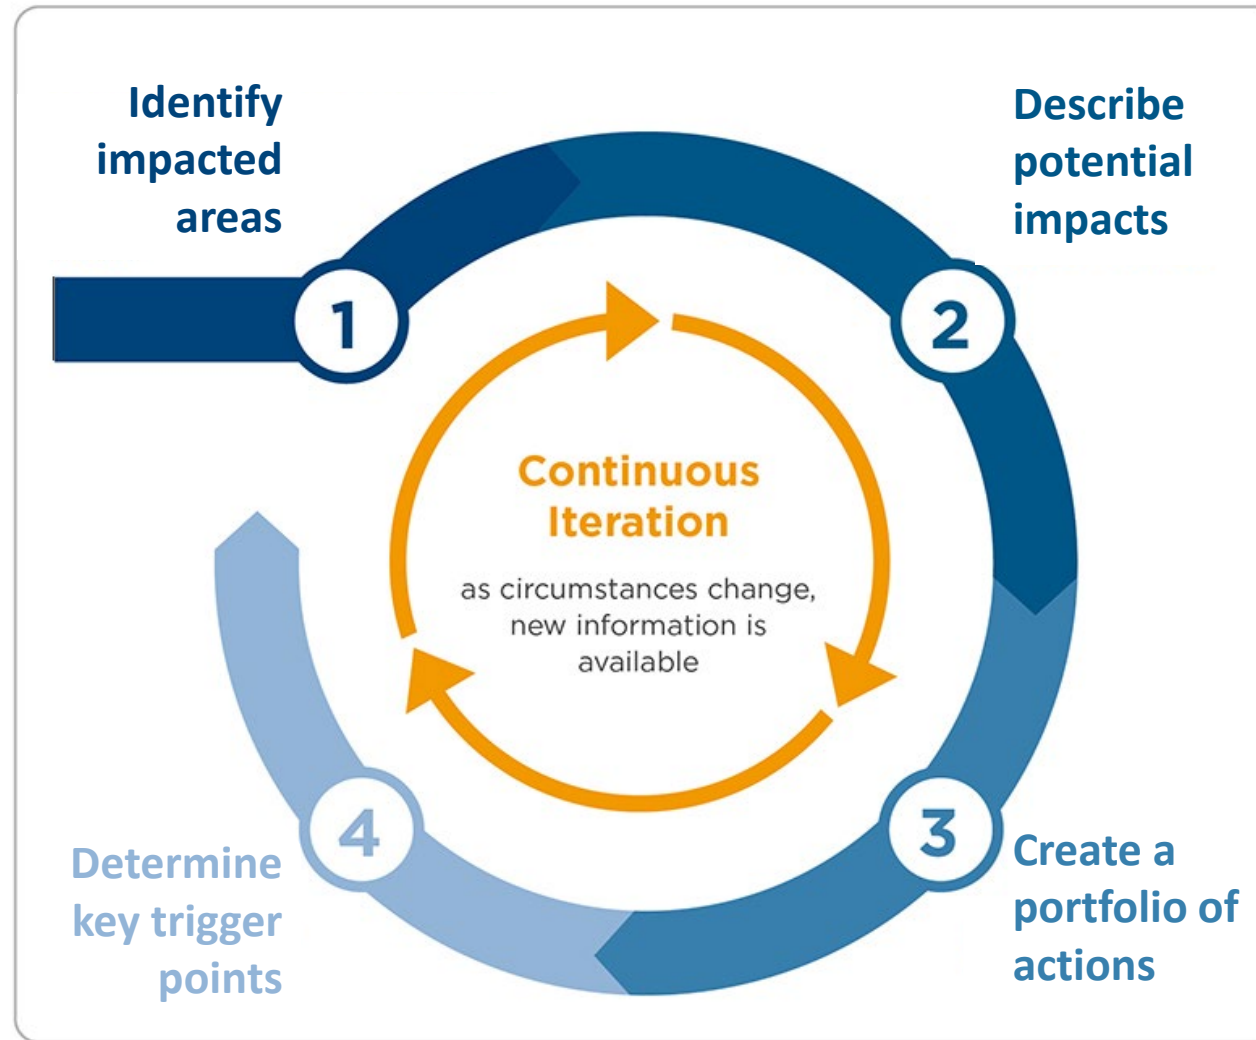 Identify
impacted
areas
1
Describe
potential
impacts
2
Continuous
Iteration
as circumstances change,
new information is
available
3
Create a
portfolio of
actions
4
Determine
key trigger
points